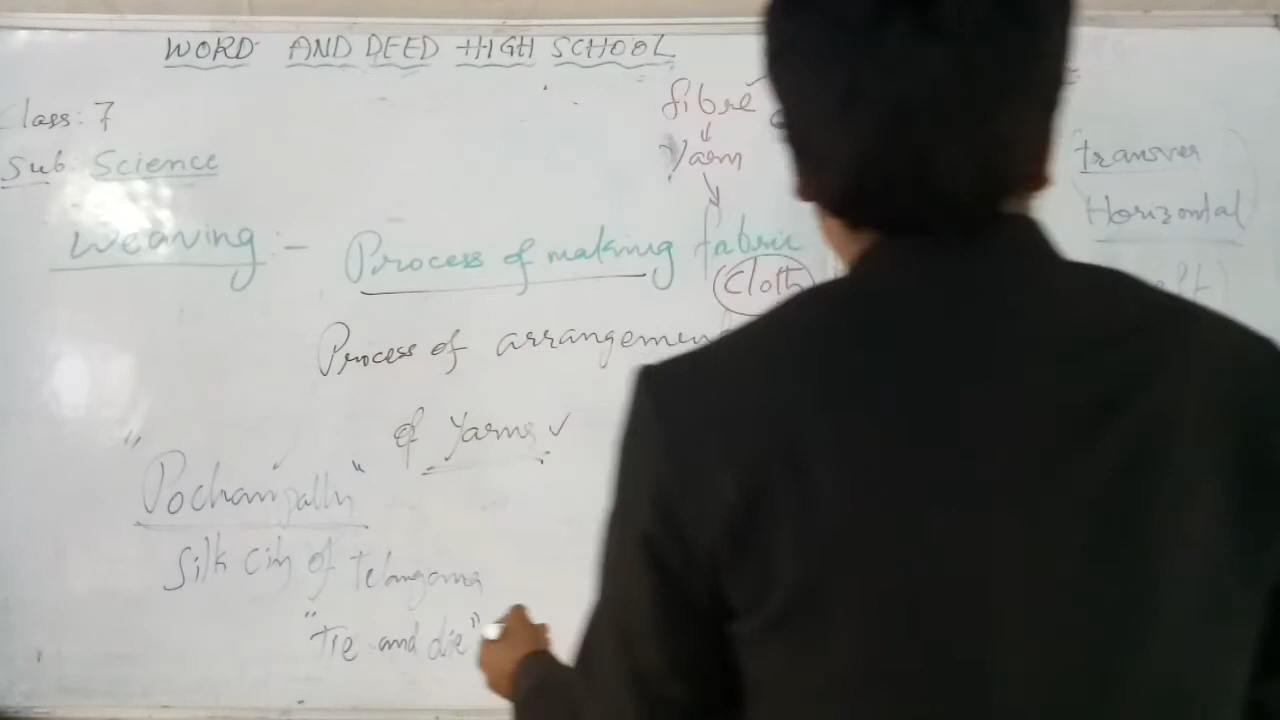 WORD AND DEED HIGH SCHOOL
Class: 7
Sub: Science
fibre
Yarn
transver
Horizontal
Weaving :- Process of making fabric
(Cloth
Process of arrangemen
of Yarns ✓
"Pochampally"
Silk City of Telangana
"Tie and die"